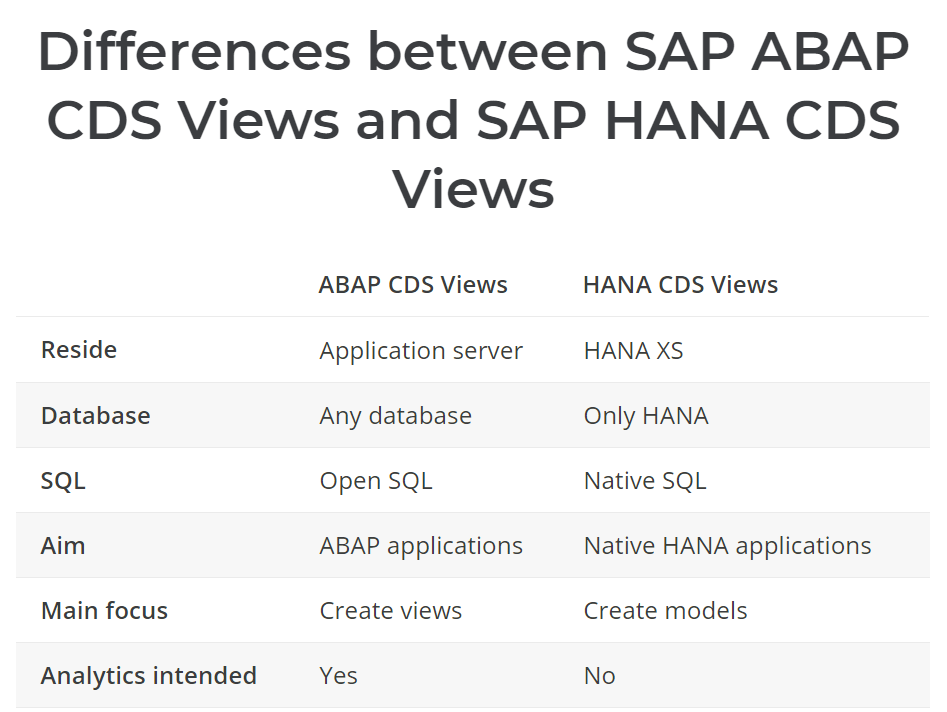 Differences between SAP ABAP
CDS Views and SAP HANA CDS
Views
ABAP CDS Views HANA CDS Views
Reside Application server HANA XS
Database Any database Only HANA
SQL Open SQL Native SQL
Aim ABAP applications Native HANA applications
Main focus Create views Create models
Analytics intended Yes No